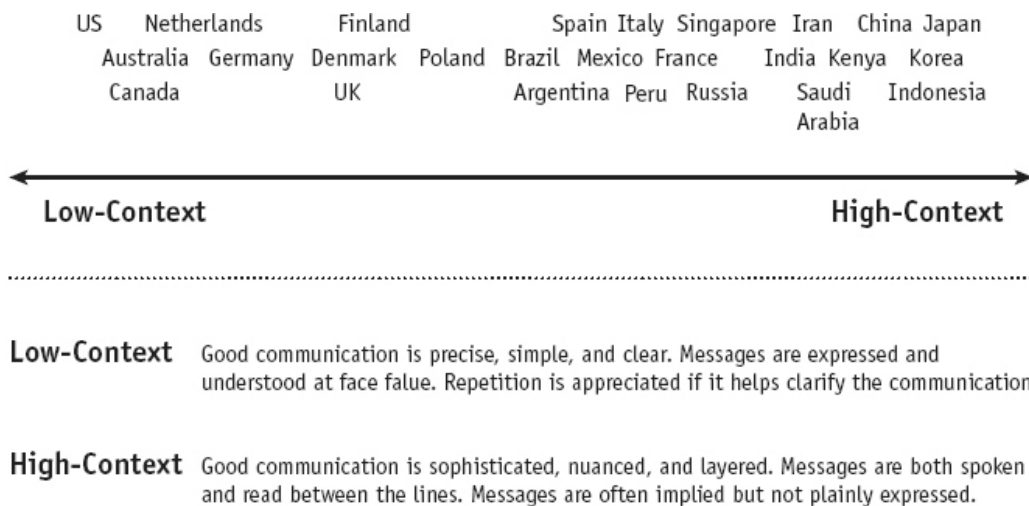 US Netherlands Finland Spain Italy Singapore Iran China Japan
Australia Germany Denmark Poland Brazil Mexico France India Kenya Korea
Canada UK Argentina Peru Russia Saudi Indonesia
Arabia
Low-Context High-Context
Low-Context Good communication is precise, simple, and clear. Messages are expressed and
understood at face falue. Repetition is appreciated if it helps clarify the communication
High-Context Good communication is sophisticated, nuanced, and layered. Messages are both spoken
and read between the lines. Messages are often implied but not plainly expressed.